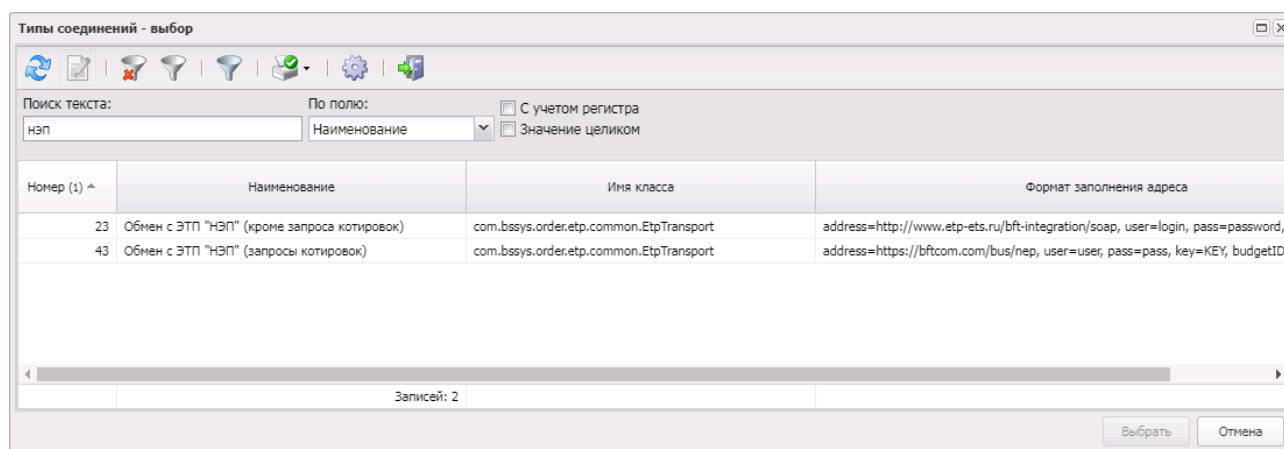 Типы соединений - выбор
Поиск текста: По полю: С учетом регистра
нэп Наименование Значение целиком
Номер (1) Наименование Имя класса Формат заполнения адреса
23 Обмен с ЭТП "НЭП" (кроме запроса котировок) com.bssys.order.etp.common.EtpTransport address=http://www.etp-ets.ru/bft-integration/soap, user=login, pass=password,
43 Обмен с ЭТП "НЭП" (запросы котировок) com.bssys.order.etp.common.EtpTransport address=https://bftcom.com/bus/nep, user=user, pass=pass, key=KEY, budgetID
Записей: 2
Выбрать Отмена